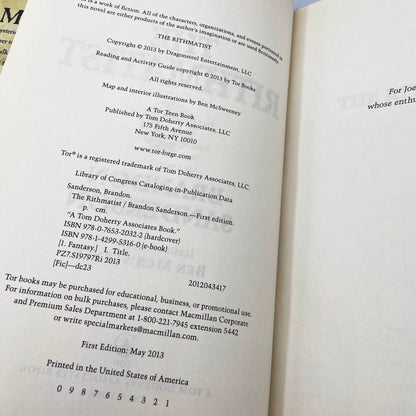 is a work of fiction. All of the characters, organizations, and events portrayed in
this novel are either products of the author's imagination or are used fictitiously.
THE RITHMATIST
Copyright © 2013 by Dragonsteel Entertainment, LLC
Reading and Activity Guide copyright © 2013 by Tor Books
All rights reserved.
Map and interior illustrations by Ben McSweeney
A Tor Teen Book
Published by Tom Doherty Associates, LLC
175 Fifth Avenue
New York, NY 10010
www.tor-forge.com
Tor® is a registered trademark of Tom Doherty Associates, LLC.
Library of Congress Cataloging-in-Publication Data
Sanderson, Brandon.
The Rithmatist / Brandon Sanderson.—First edition.
p. cm.
"A Tom Doherty Associates Book."
ISBN 978-0-7653-2032-2 (hardcover)
ISBN 978-1-4299-5316-0 (e-book)
[1. Fantasy.] I. Title.
PZ7.S19797Ri 2013
[Fic]—dc23
2012043417
Tor books may be purchased for educational, business, or promotional use.
For information on bulk purchases, please contact Macmillan Corporate
and Premium Sales Department at 1-800-221-7945 extension 5442
or write specialmarkets@macmillan.com.
First Edition: May 2013
Printed in the United States of America
0 9 8 7 6 5 4 3 2 1
For Joe
whose enthu